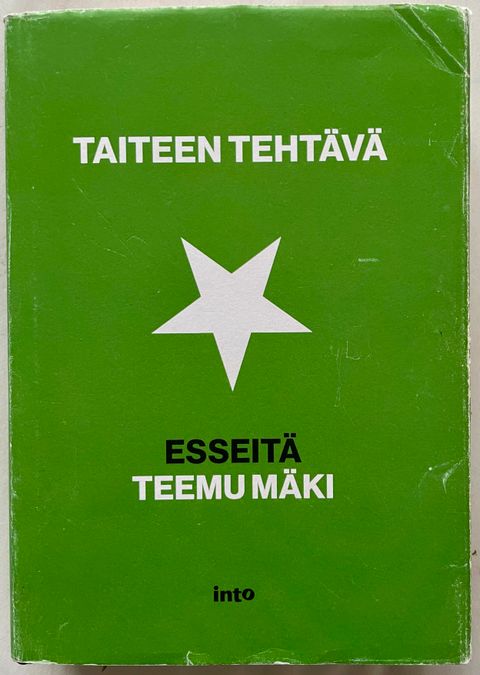 TAITEEN TEHTÄVÄ
ESSEITÄ
TEEMU MÄKI
into